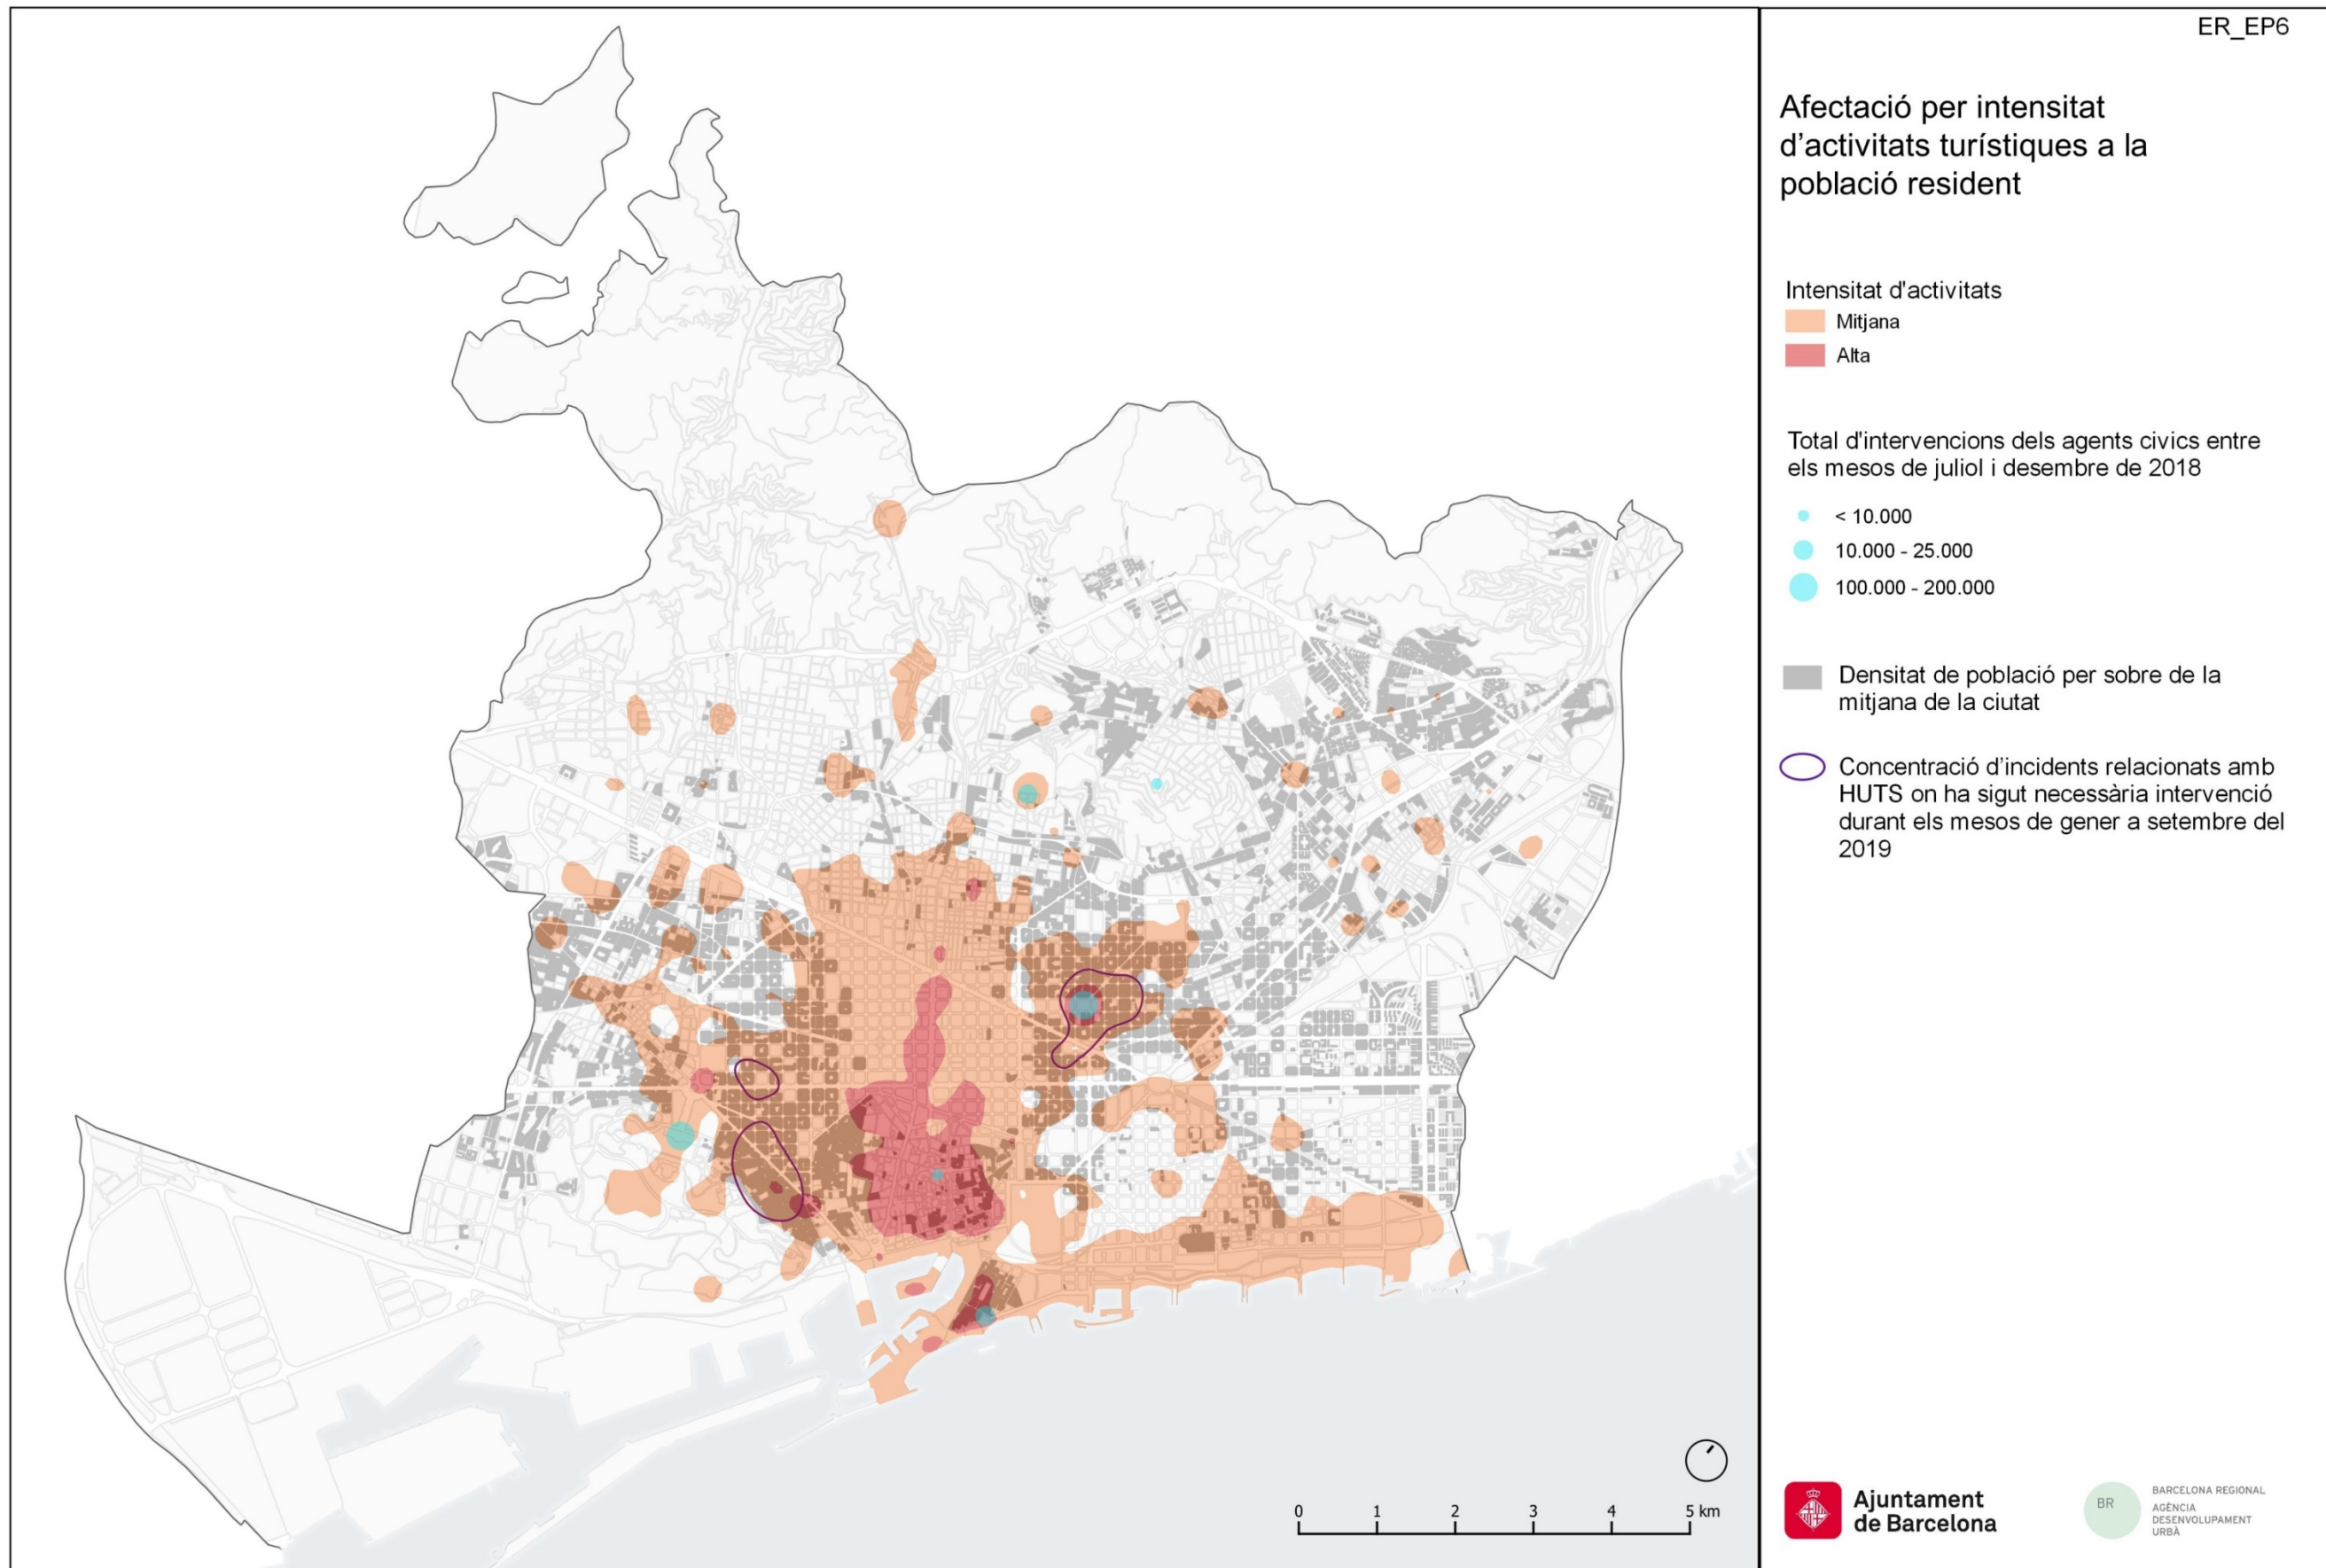 ER_EP6
Afectació per intensitat
d'activitats turístiques a la
població resident
Intensitat d'activitats
Mitjana
Alta
Total d'intervencions dels agents civics entre
els mesos de juliol i desembre de 2018
< 10.000
10.000 - 25.000
100.000 - 200.000
Densitat de població per sobre de la
mitjana de la ciutat
Concentració d'incidents relacionats amb
HUTS on ha sigut necessària intervenció
durant els mesos de gener a setembre del
2019
0 1 2 3 4 5 km
Ajuntament
de Barcelona
BR
BARCELONA REGIONAL
AGÈNCIA
DESENVOLUPAMENT
URBÀ